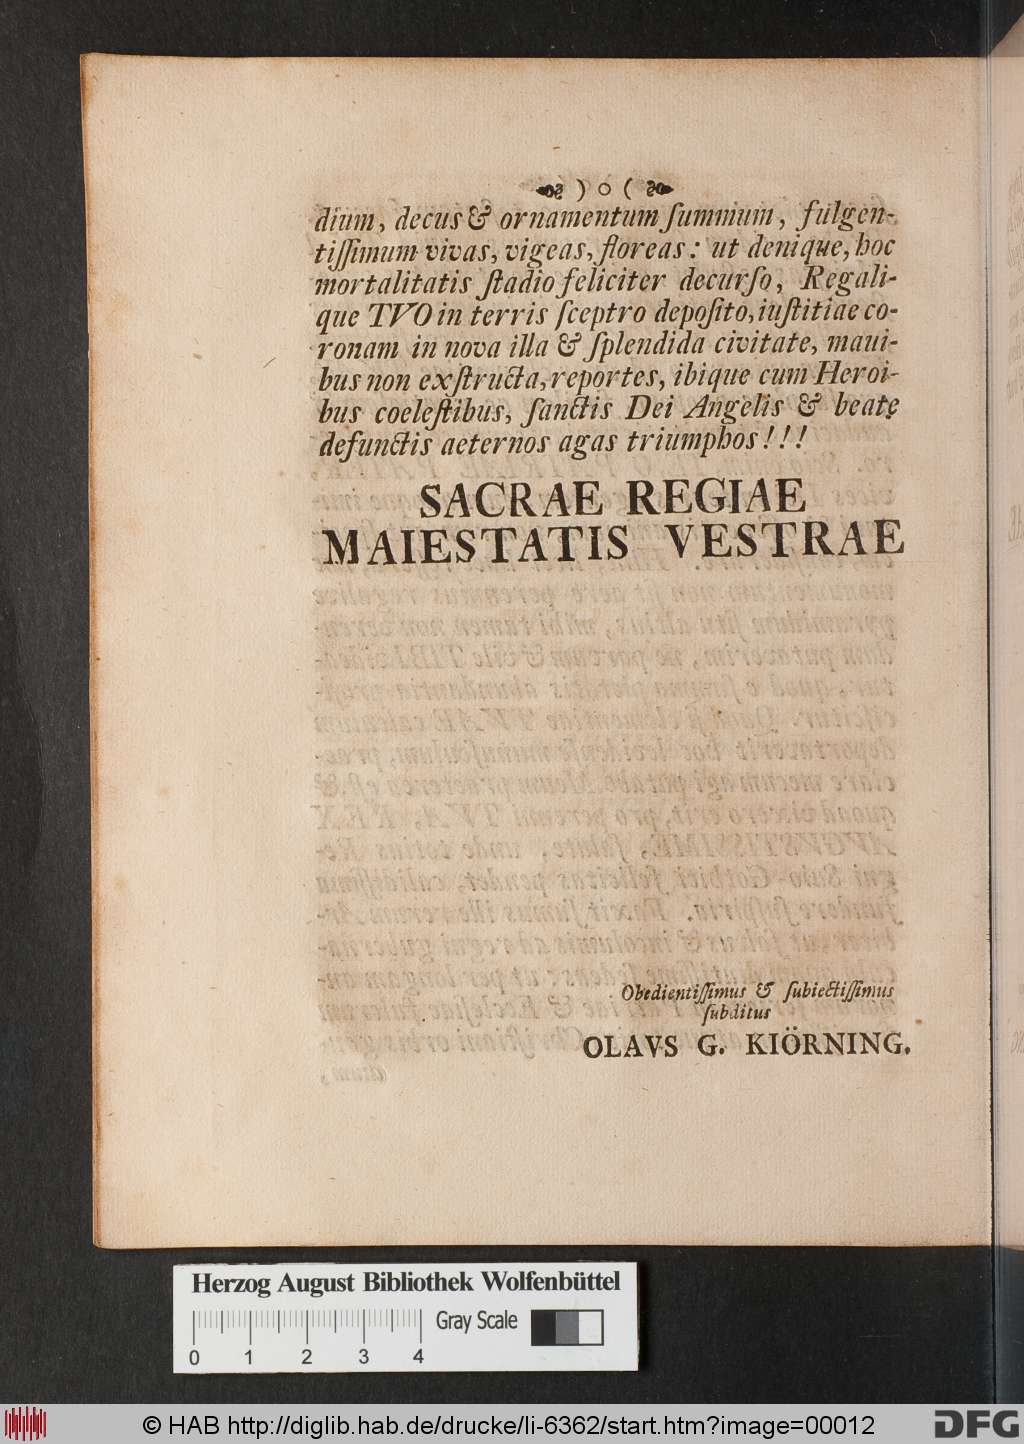 ) o (
dium, decus & ornamentum ſummum, fulgen-
tiſſimum vivas, vigeas, floreas: ut denique, hoc
mortalitatis ſtadio feliciter decurſo, Regali-
que TVO in terris ſceptro depoſito, iuſtitiae co-
ronam in nova illa & ſplendida civitate, maui-
bus non exſtructa, reportes, ibique cum Heroi-
bus coeleſtibus, ſanctis Dei Angelis & beate
defunctis aeternos agas triumphos!!!
SACRAE REGIAE
MAIESTATIS VESTRAE
Obedientiſſimus & ſubiectiſſimus
ſubditus
OLAVS G. KIÖRNING.
Herzog August Bibliothek Wolfenbüttel
Gray Scale
0 1 2 3 4
© HAB http://diglib.hab.de/drucke/li-6362/start.htm?image=00012
DFG